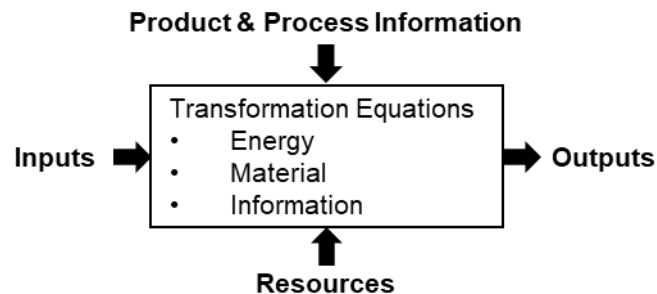 Product & Process Information
Transformation Equations
• Energy
Inputs
• Material
Outputs
• Information
Resources